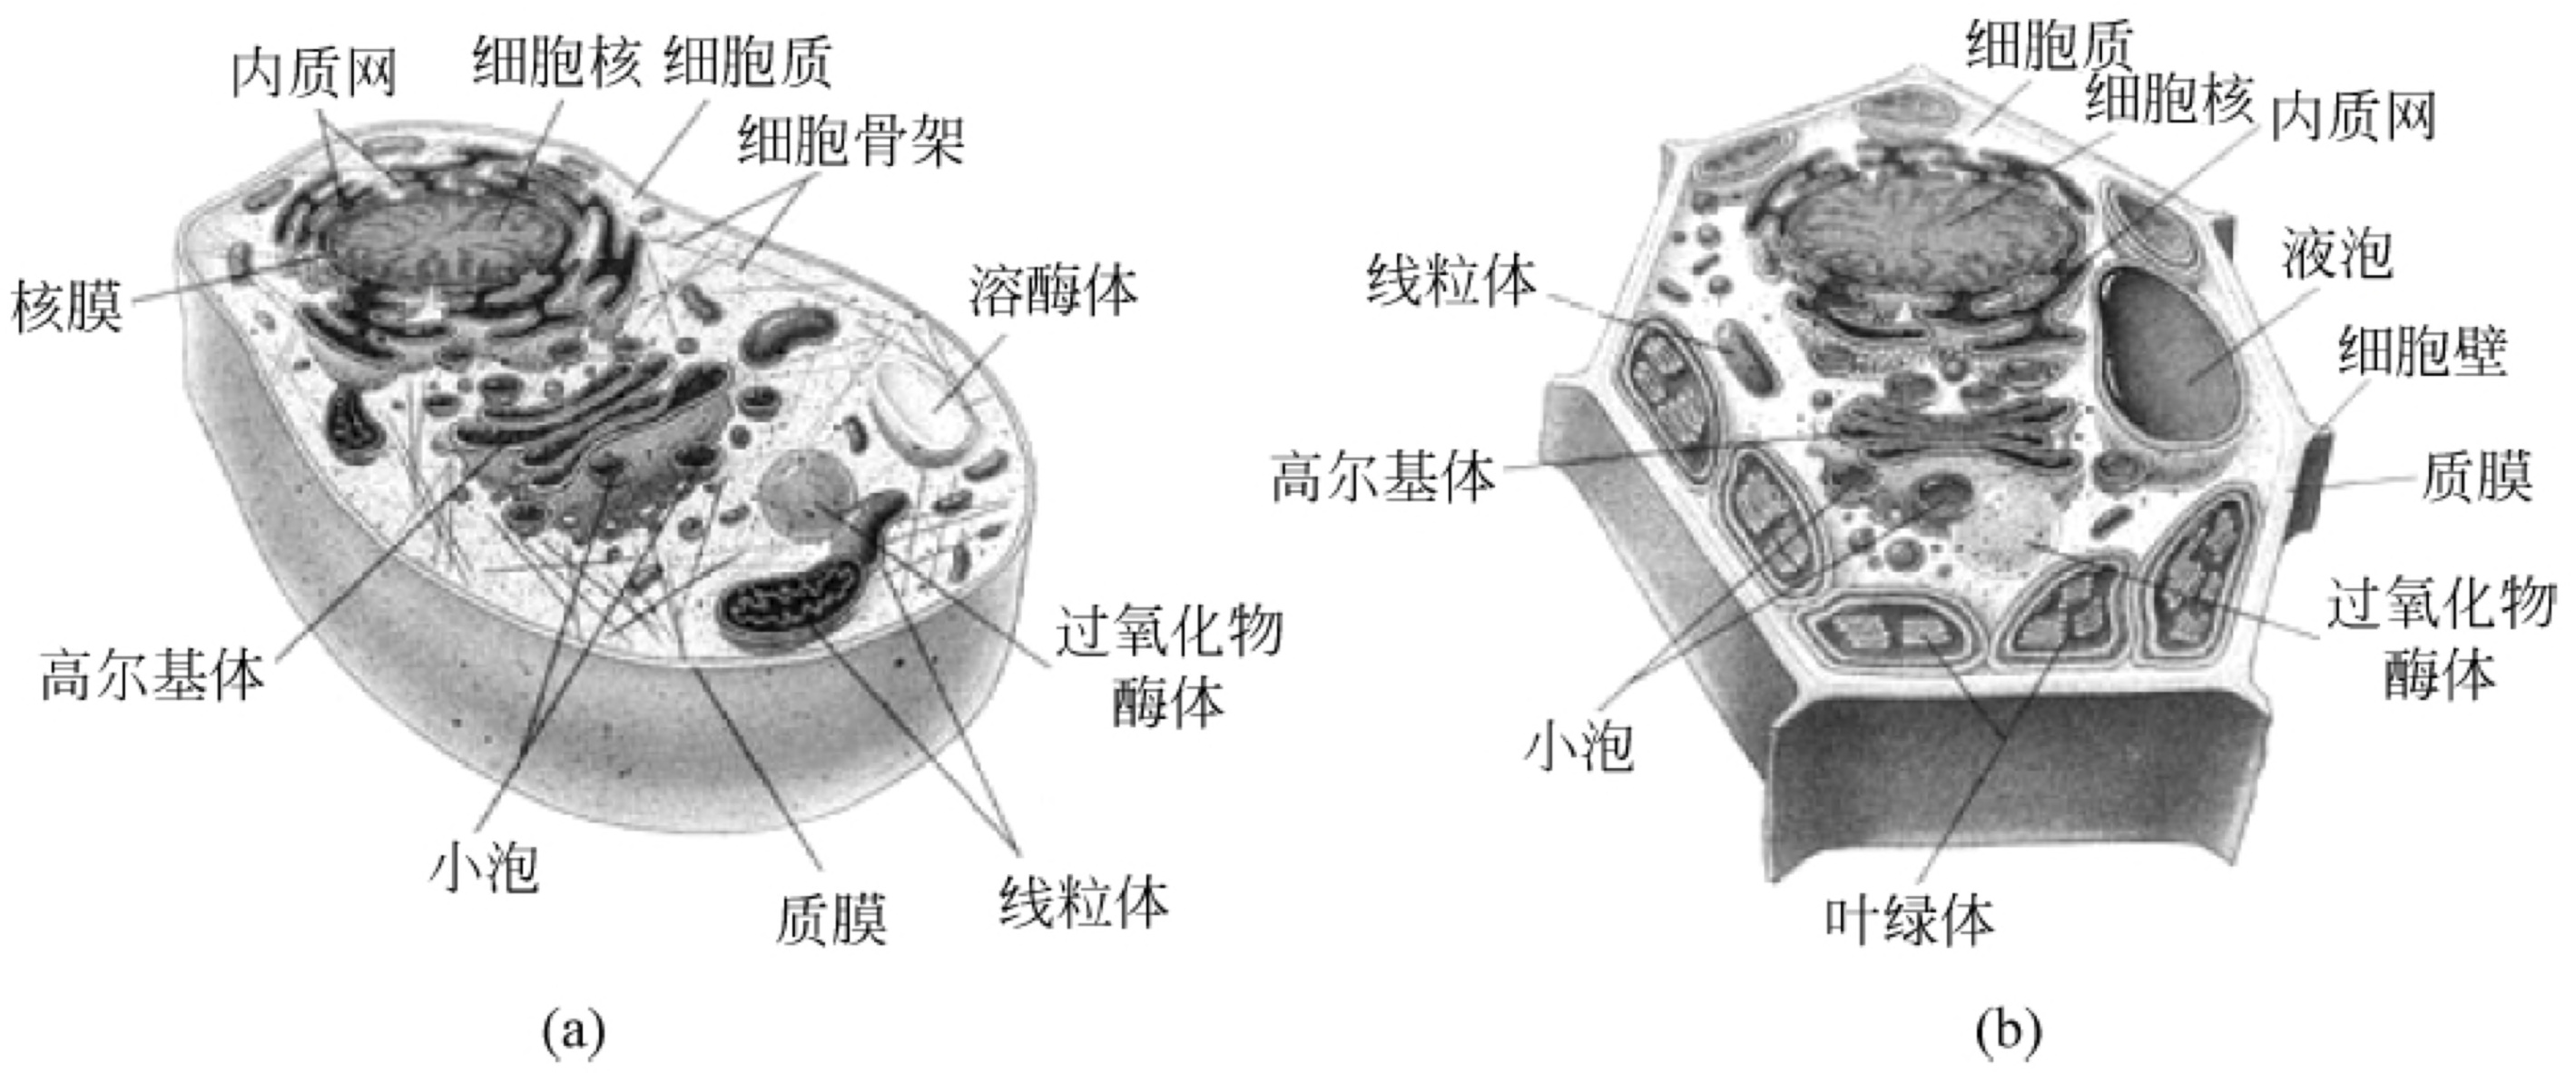 内质网
细胞核
细胞质
细胞骨架
溶酶体
核膜
高尔基体
过氧化物
酶体
小泡
质膜
线粒体
(a)
细胞质
细胞核
内质网
线粒体
液泡
细胞壁
高尔基体
质膜
过氧化物
酶体
小泡
叶绿体
(b)